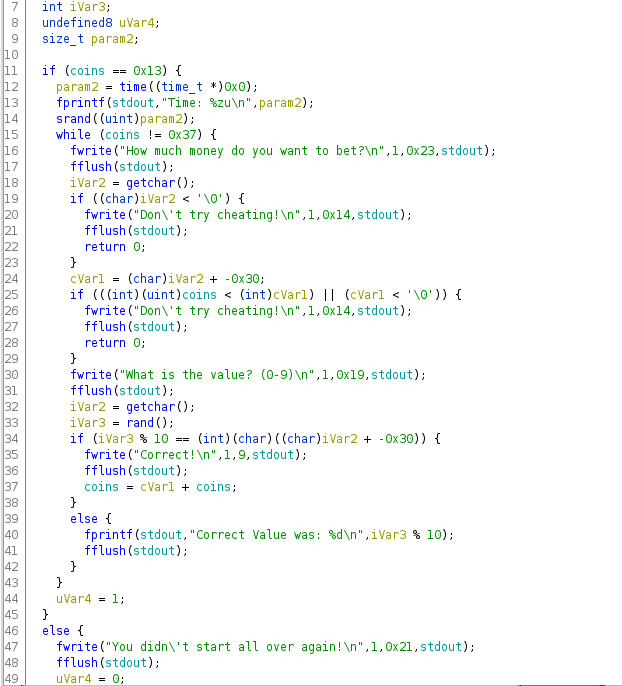 7 int iVar3;
8 undefined8 uVar4;
9 size_t param2;
10
11 if (coins == 0x13) {
12 param2 = time((time_t *)0x0);
13 fprintf(stdout,"Time: %zu\n",param2);
14 srand((uint)param2);
15 while (coins != 0x37) {
16 fwrite("How much money do you want to bet?\n",1,0x23,stdout);
17 fflush(stdout);
18 iVar2 = getchar();
19 if ((char)iVar2 < '\0') {
20 fwrite("Don\'t try cheating!\n",1,0x14,stdout);
21 fflush(stdout);
22 return 0;
23 }
24 cVar1 = (char)iVar2 + -0x30;
25 if (((int)(uint)coins < (int)cVar1) || (cVar1 < '\0')) {
26 fwrite("Don\'t try cheating!\n",1,0x14,stdout);
27 fflush(stdout);
28 return 0;
29 }
30 fwrite("What is the value? (0-9)\n",1,0x19,stdout);
31 fflush(stdout);
32 iVar2 = getchar();
33 iVar3 = rand();
34 if (iVar3 % 10 == (int)(char)((char)iVar2 + -0x30)) {
35 fwrite("Correct!\n",1,9,stdout);
36 fflush(stdout);
37 coins = cVar1 + coins;
38 }
39 else {
40 fprintf(stdout,"Correct Value was: %d\n",iVar3 % 10);
41 fflush(stdout);
42 }
43 }
44 uVar4 = 1;
45 }
46 else {
47 fwrite("You didn\'t start all over again!\n",1,0x21,stdout);
48 fflush(stdout);
49 uVar4 = 0;